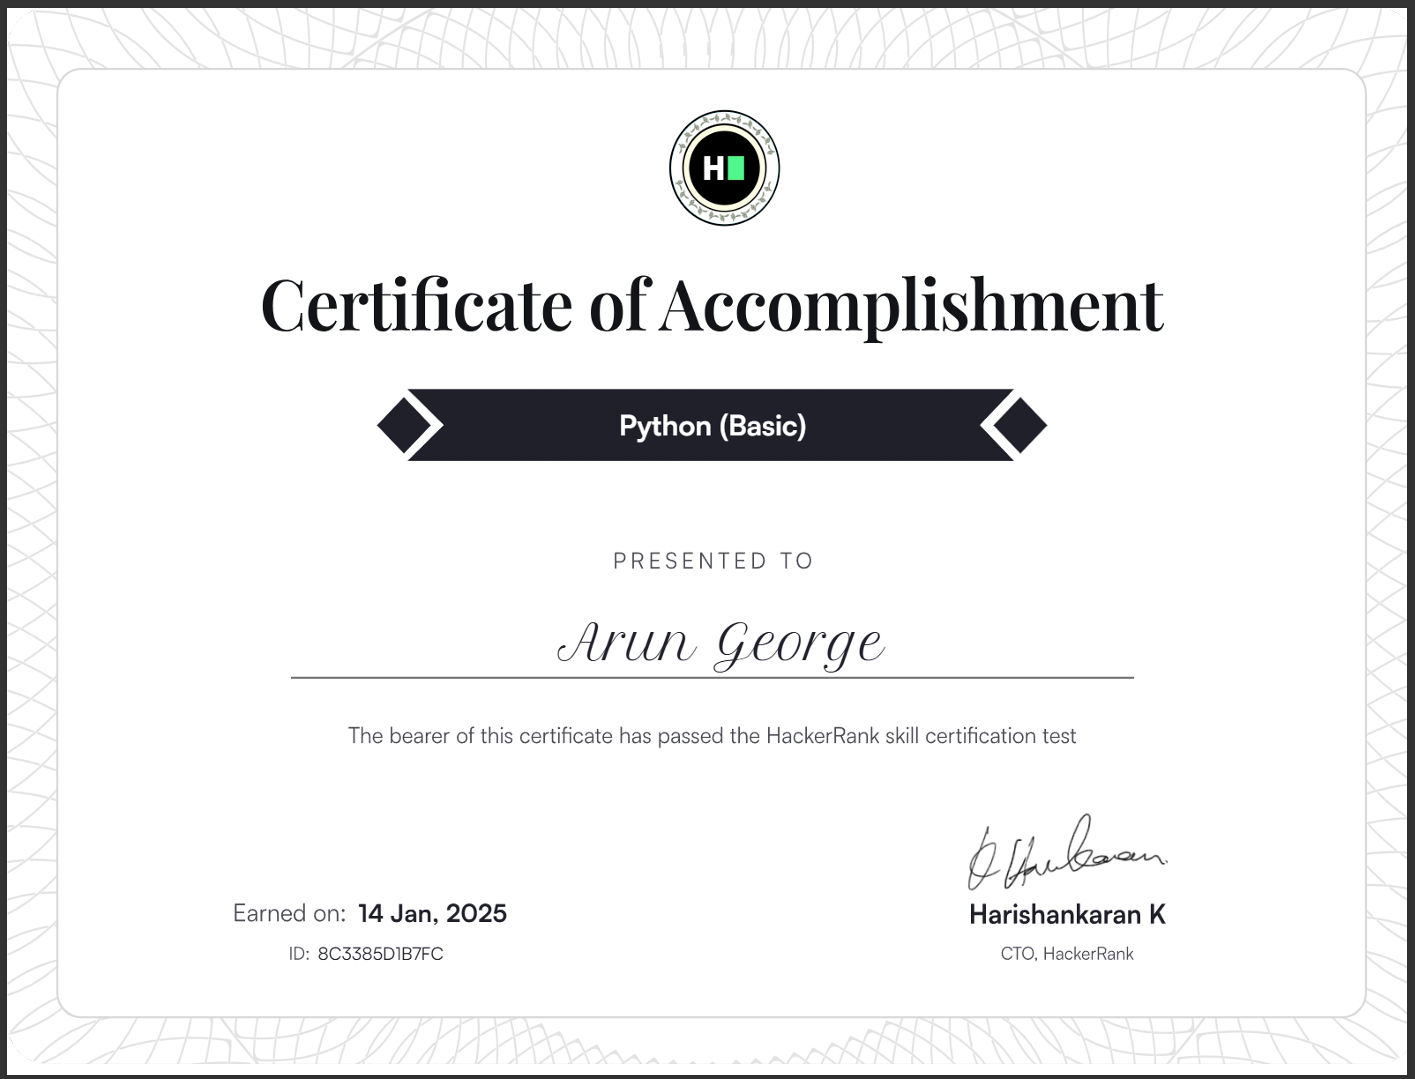 H
Certificate of Accomplishment
Python (Basic)
PRESENTED TO
Arun George
The bearer of this certificate has passed the HackerRank skill certification test
Earned on: 14 Jan, 2025
ID: 8C3385D1B7FC
Harishankaran K
CTO, HackerRank